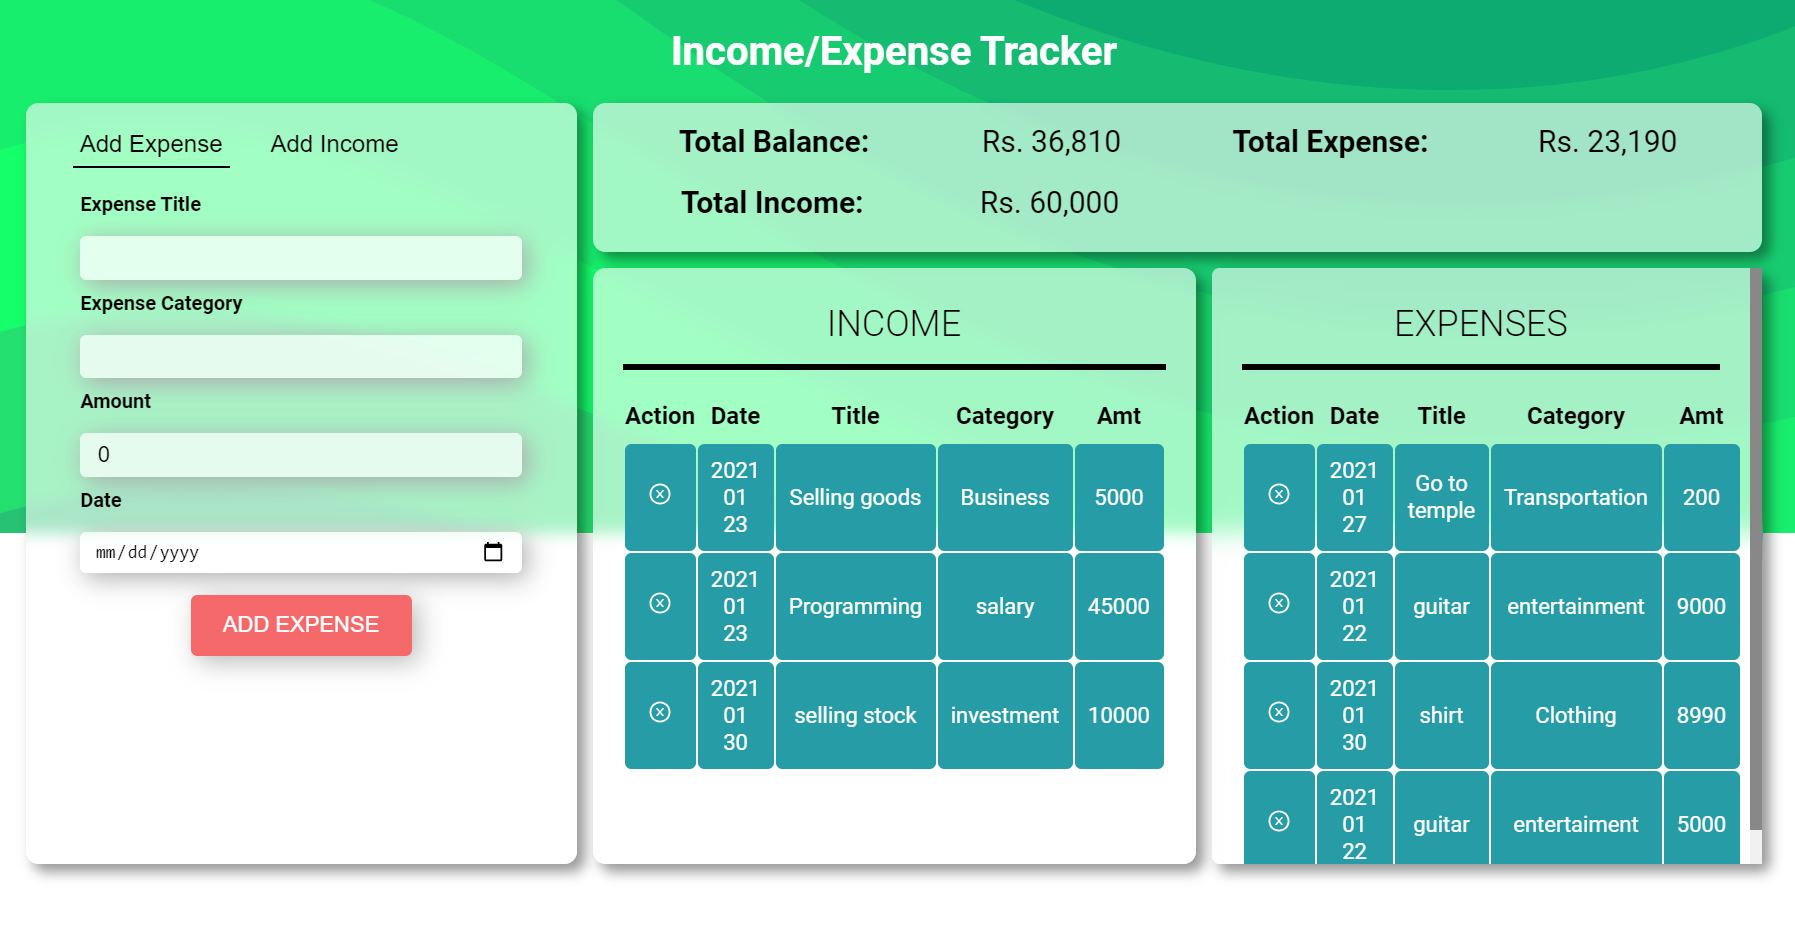 Income/Expense Tracker
Add Expense Add Income
Expense Title
Expense Category
Amount
0
Date
mm/dd/yyyy
ADD EXPENSE
Total Balance: Rs. 36,810 Total Expense: Rs. 23,190
Total Income: Rs. 60,000
INCOME
Action Date Title Category Amt
2021
01
23
Selling goods Business 5000
2021
01
23
Programming salary 45000
2021
01
30
selling stock investment 10000
EXPENSES
Action Date Title Category Amt
2021
01
27
Go to
temple
Transportation 200
2021
01
22
guitar entertainment 9000
2021
01
30
shirt Clothing 8990
2021
01
22
guitar entertaiment 5000